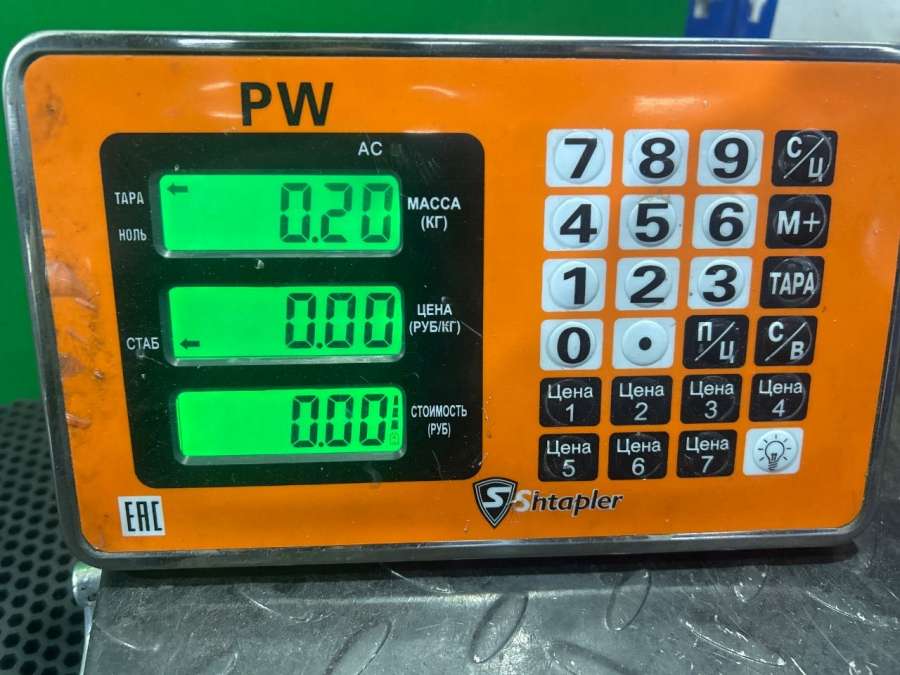 PW
AC
ТАРА
НОЛЬ
0.20
МАССА
(КГ)
СТАБ
0.00
ЦЕНА
(РУБ/КГ)
0.00
СТОИМОСТЬ
(РУБ)
7 8 9 С/Ц
4 5 6 М+
1 2 3 ТАРА
0 • П/Ц С/В
Цена 1 Цена 2 Цена 3 Цена 4
Цена 5 Цена 6 Цена 7
EAC
S Shtapler